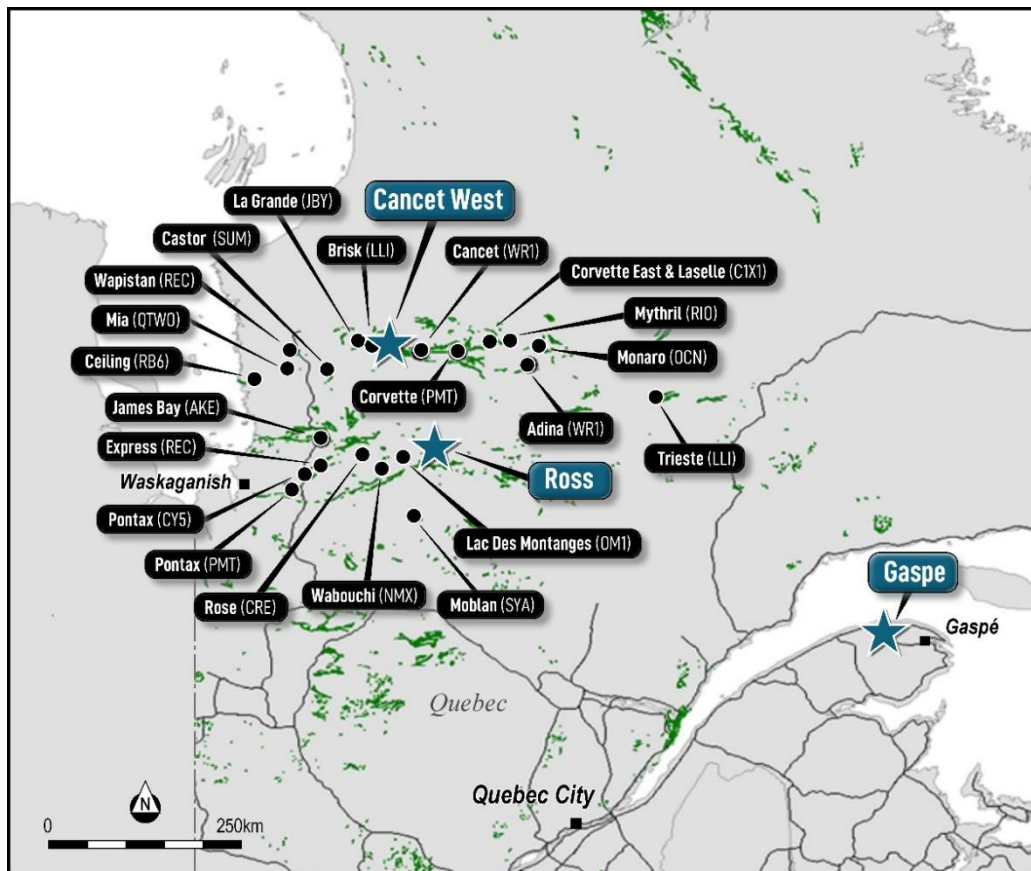 La Grande (JBY)
Cancet West
Castor (SUM)
Brisk (LLI)
Cancet (WR1)
Wapistan (REC)
Corvette East & Laselle (C1X1)
Mia (QTWO)
Mythril (RIO)
Ceiling (RB6)
Monaro (OCN)
Corvette (PMT)
James Bay (AKE)
Adina (WR1)
Express (REC)
Trieste (LLI)
Waskaganish
Ross
Pontax (CY5)
Lac Des Montanges (OM1)
Pontax (PMT)
Gaspe
Wabouchi (NMX)
Rose (CRE)
Moblan (SYA)
Gaspé
Quebec
Quebec City
N
0 250km